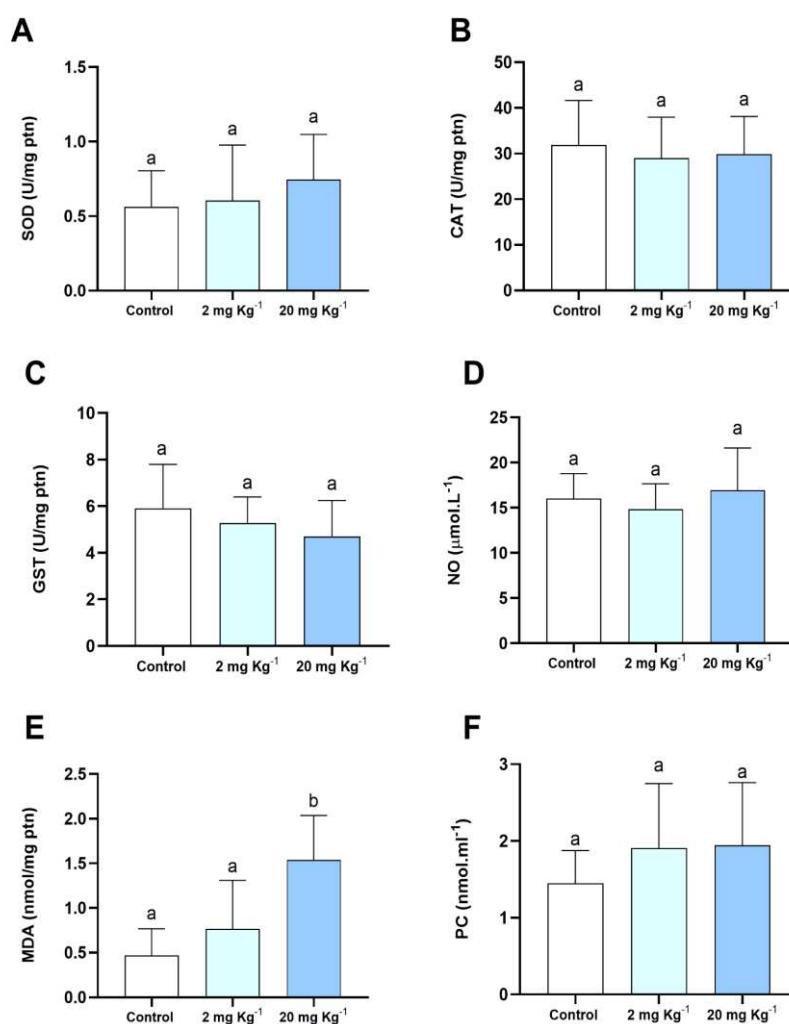 A
SOD (U/mg ptn)
1.5
1.0
0.5
0.0
a
a
a
Control
2 mg Kg⁻¹
20 mg Kg⁻¹
B
CAT (U/mg ptn)
50
40
30
20
10
0
a
a
a
Control
2 mg Kg⁻¹
20 mg Kg⁻¹
C
GST (U/mg ptn)
10
8
6
4
2
0
a
a
a
Control
2 mg Kg⁻¹
20 mg Kg⁻¹
D
NO (μmol.L⁻¹)
25
20
15
10
5
0
a
a
a
Control
2 mg Kg⁻¹
20 mg Kg⁻¹
E
MDA (nmol/mg ptn)
2.5
2.0
1.5
1.0
0.5
0.0
a
a
b
Control
2 mg Kg⁻¹
20 mg Kg⁻¹
F
PC (nmol.ml⁻¹)
3
2
1
0
a
a
a
Control
2 mg Kg⁻¹
20 mg Kg⁻¹